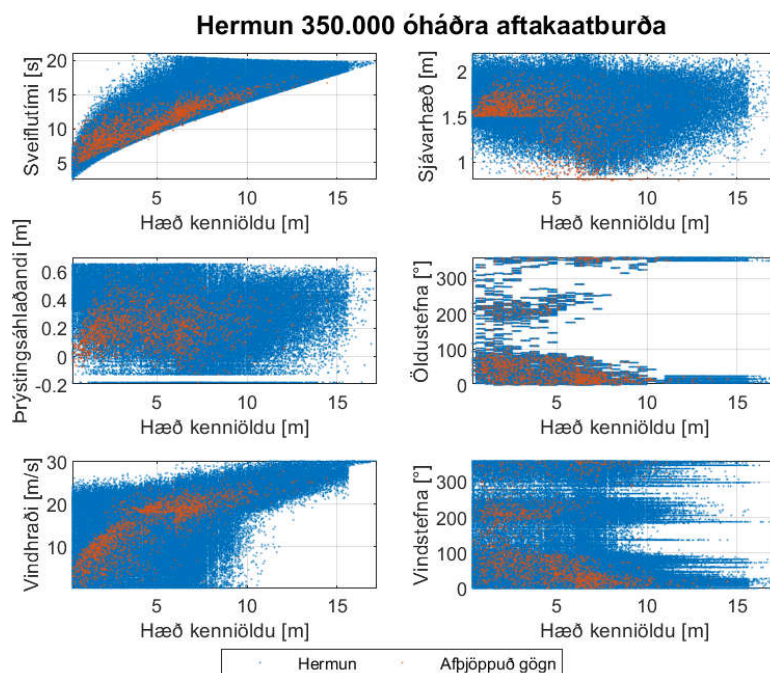 Hermun 350.000 óháðra aftakaatburða
Sveiflutími [s]
20
15
10
5
5
10
15
Hæð kenniöldu [m]
Sjávarhæð [m]
2
1.5
1
5
10
15
Hæð kenniöldu [m]
Þrýstingsáhlaðandi [m]
0.6
0.4
0.2
0
-0.2
5
10
15
Hæð kenniöldu [m]
Öldustefna [°]
300
200
100
0
5
10
15
Hæð kenniöldu [m]
Vindhraði [m/s]
30
20
10
5
10
15
Hæð kenniöldu [m]
Vindstefna [°]
300
200
100
0
5
10
15
Hæð kenniöldu [m]
Hermun
Afþjöppuð gögn